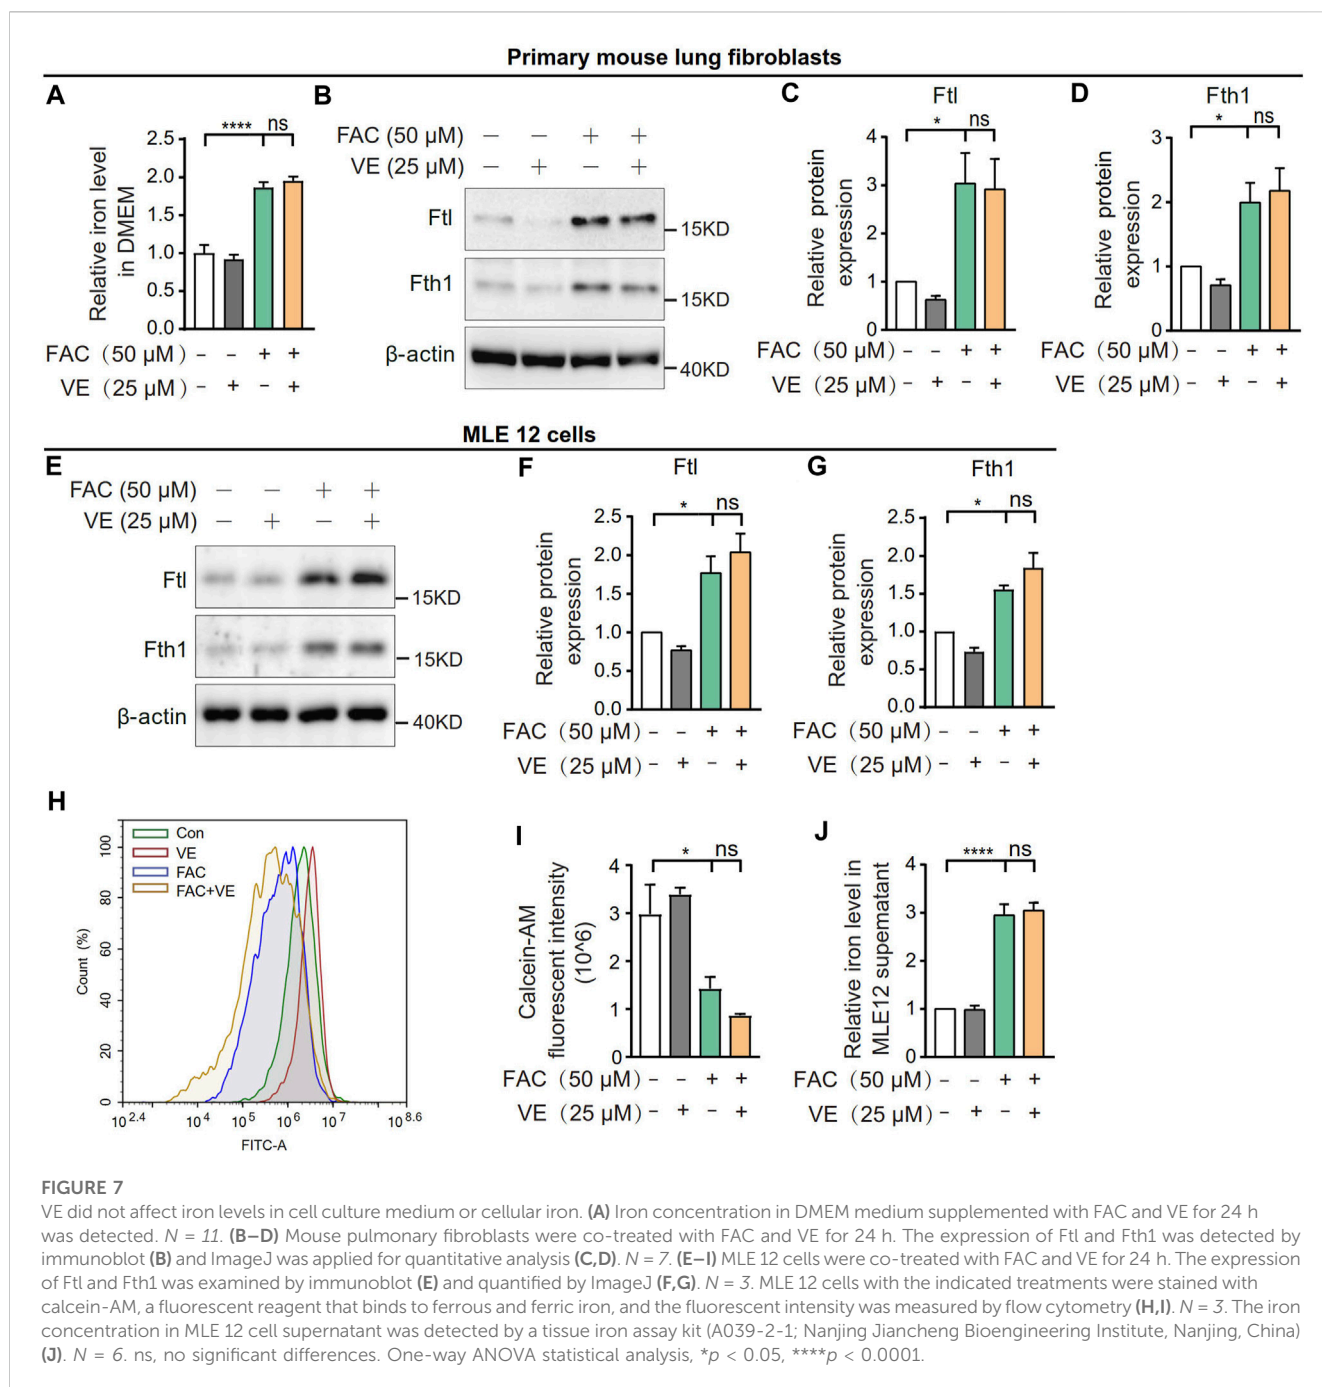 Primary mouse lung fibroblasts
A
Relative iron level
in DMEM
2.5
2.0
1.5
1.0
0.5
0.0
**** ns
FAC (50 μM) - - + +
VE (25 μM) - + - +
B
FAC (50 μM) — — + +
VE (25 μM) — + — +
Ftl
15KD
Fth1
15KD
β-actin
40KD
C
Ftl
Relative protein
expression
4
3
2
1
0
* ns
FAC (50 μM) - - + +
VE (25 μM) - + - +
D
Fth1
Relative protein
expression
3
2
1
0
* ns
FAC (50 μM) - - + +
VE (25 μM) - + - +
MLE 12 cells
E
FAC (50 μM) — — + +
VE (25 μM) — + — +
Ftl
15KD
Fth1
15KD
β-actin
40KD
F
Ftl
Relative protein
expression
2.5
2.0
1.5
1.0
0.5
0.0
* ns
FAC (50 μM) - - + +
VE (25 μM) - + - +
G
Fth1
Relative protein
expression
2.5
2.0
1.5
1.0
0.5
0.0
* ns
FAC (50 μM) - - + +
VE (25 μM) - + - +
H
Count (%)
100
80
60
40
20
0
Con
VE
FAC
FAC+VE
10^2.4 10^4 10^5 10^6 10^7 10^8.6
FITC-A
I
Calcein-AM
fluorescent intensity
(10^6)
4
3
2
1
0
* ns
FAC (50 μM) - - + +
VE (25 μM) - + - +
J
Relative iron level in
MLE12 supematant
4
3
2
1
0
**** ns
FAC (50 μM) - - + +
VE (25 μM) - + - +
FIGURE 7
VE did not affect iron levels in cell culture medium or cellular iron. (A) Iron concentration in DMEM medium supplemented with FAC and VE for 24 h
was detected. N = 11. (B–D) Mouse pulmonary fibroblasts were co-treated with FAC and VE for 24 h. The expression of Ftl and Fth1 was detected by
immunoblot (B) and ImageJ was applied for quantitative analysis (C,D). N = 7. (E–I) MLE 12 cells were co-treated with FAC and VE for 24 h. The expression
of Ftl and Fth1 was examined by immunoblot (E) and quantified by ImageJ (F,G). N = 3. MLE 12 cells with the indicated treatments were stained with
calcein-AM, a fluorescent reagent that binds to ferrous and ferric iron, and the fluorescent intensity was measured by flow cytometry (H,I). N = 3. The iron
concentration in MLE 12 cell supernatant was detected by a tissue iron assay kit (A039-2-1; Nanjing Jiancheng Bioengineering Institute, Nanjing, China)
(J). N = 6. ns, no significant differences. One-way ANOVA statistical analysis, *p < 0.05, ****p < 0.0001.